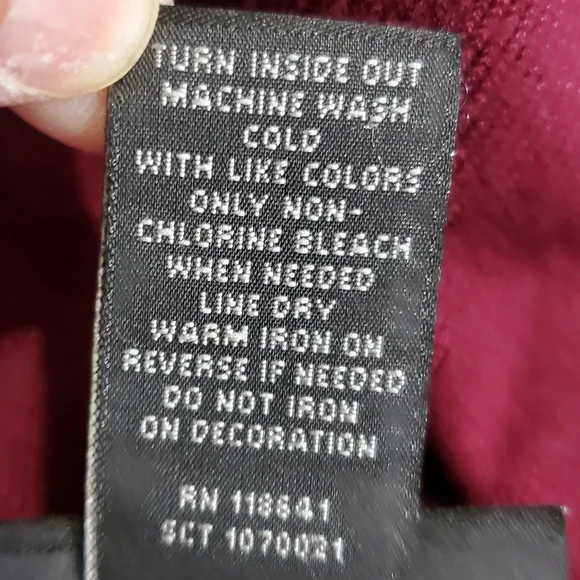 TURN INSIDE OUT
MACHINE WASH
COLD
WITH LIKE COLORS
ONLY NON-
CHLORINE BLEACH
WHEN NEEDED
LINE DRY
WARM IRON ON
REVERSE IF NEEDED
DO NOT IRON
ON DECORATION
RN 118641
SCT 1070021